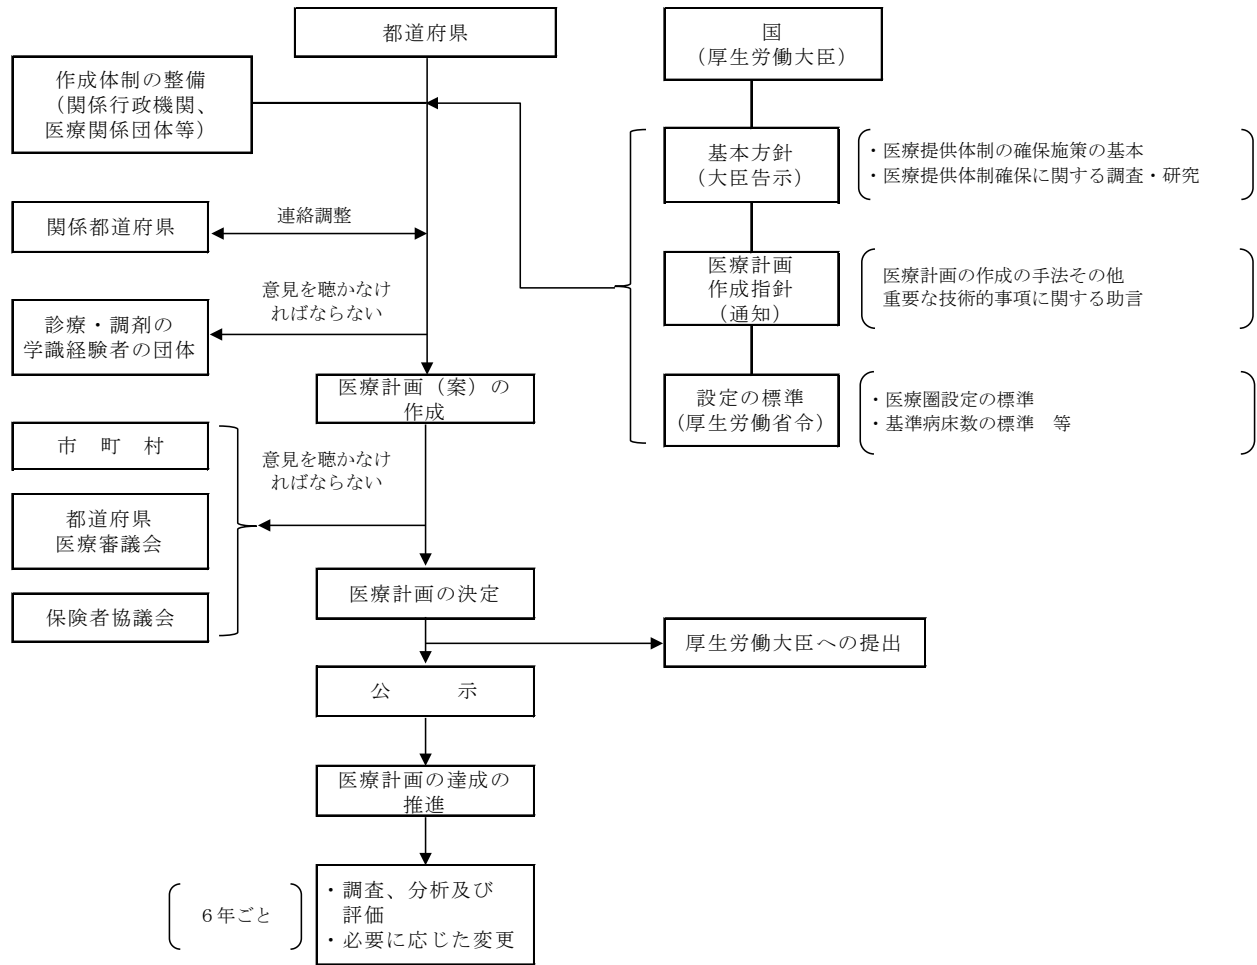 都道府県
国
（厚生労働大臣）
作成体制の整備
（関係行政機関、
医療関係団体等）
基本方針
（大臣告示）
・医療提供体制の確保施策の基本
・医療提供体制確保に関する調査・研究
関係都道府県
連絡調整
医療計画
作成指針
（通知）
医療計画の作成の手法その他
重要な技術的事項に関する助言
意見を聴かなけ
ればならない
診療・調剤の
学識経験者の団体
医療計画（案）の
作成
設定の標準
（厚生労働省令）
・医療圏設定の標準
・基準病床数の標準　等
市　町　村
意見を聴かなけ
ればならない
都道府県
医療審議会
保険者協議会
医療計画の決定
厚生労働大臣への提出
公　　　示
医療計画の達成の
推進
６年ごと
・調査、分析及び
評価
・必要に応じた変更